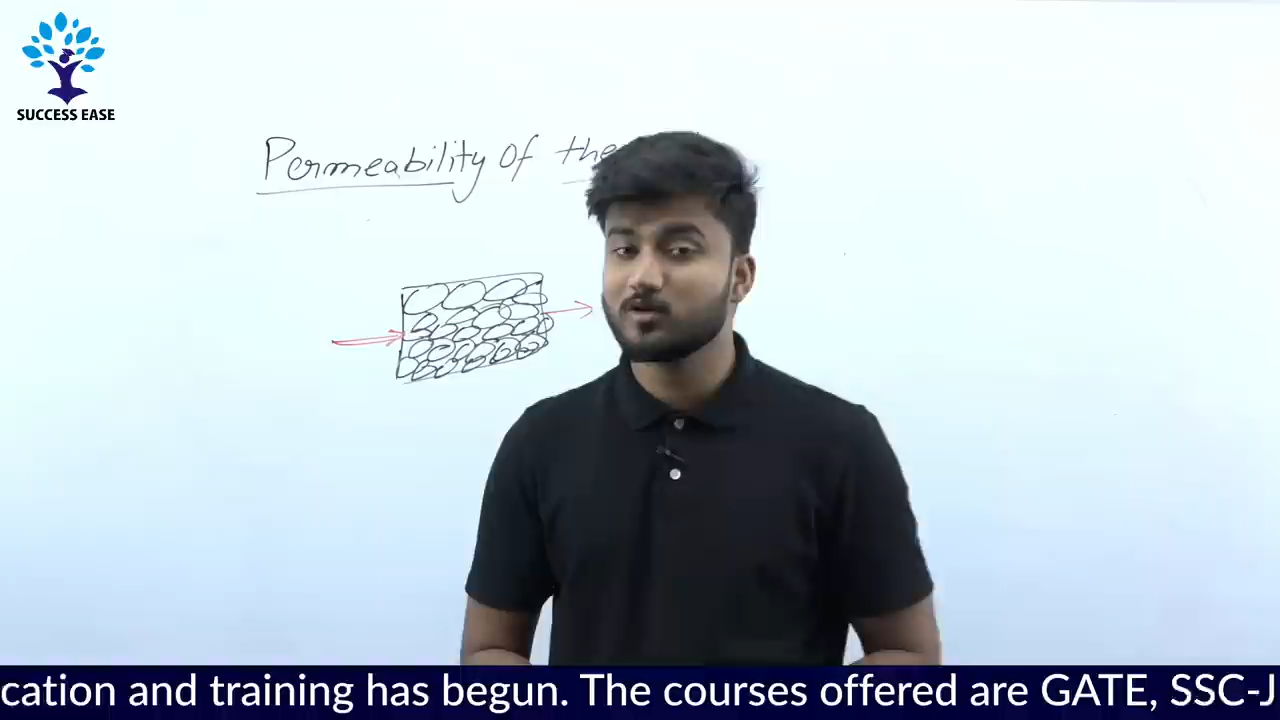 SUCCESS EASE
Permeability of the
cation and training has begun. The courses offered are GATE, SSC-J